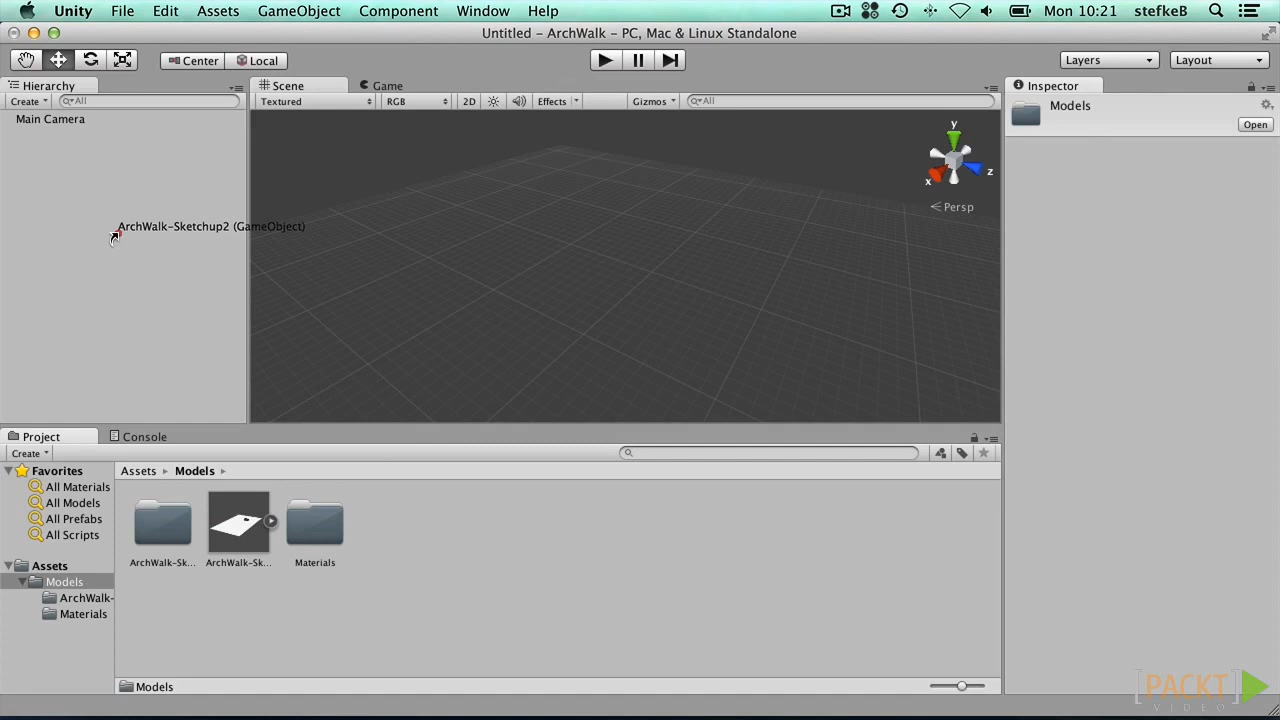 Unity File Edit Assets GameObject Component Window Help Mon 10:21 stefkeB
Untitled – ArchWalk – PC, Mac & Linux Standalone
Center Local Layers Layout
Hierarchy
Create All
Main Camera
ArchWalk-Sketchup2 (GameObject)
Scene Game
Textured RGB 2D Effects Gizmos All
y
x
z
Persp
Inspector
Models
Open
Project Console
Create
Favorites
All Materials
All Models
All Prefabs
All Scripts
Assets
Models
ArchWalk-
Materials
Assets Models
ArchWalk-Sk... ArchWalk-Sk... Materials
Models
PACKT
VIDEO